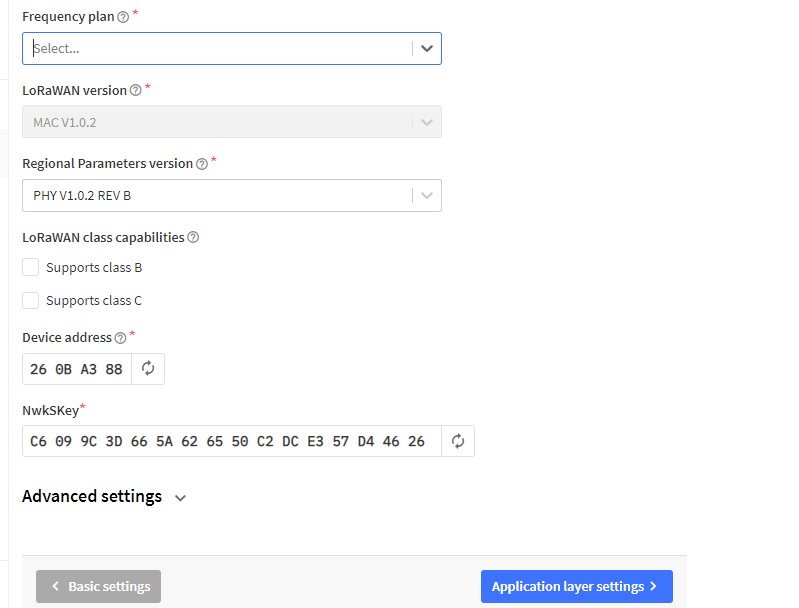 Frequency plan *
Select...
LoRaWAN version *
MAC V1.0.2
Regional Parameters version *
PHY V1.0.2 REV B
LoRaWAN class capabilities
Supports class B
Supports class C
Device address *
26 0B A3 88
NwkSKey*
C6 09 9C 3D 66 5A 62 65 50 C2 DC E3 57 D4 46 26
Advanced settings
Basic settings
Application layer settings